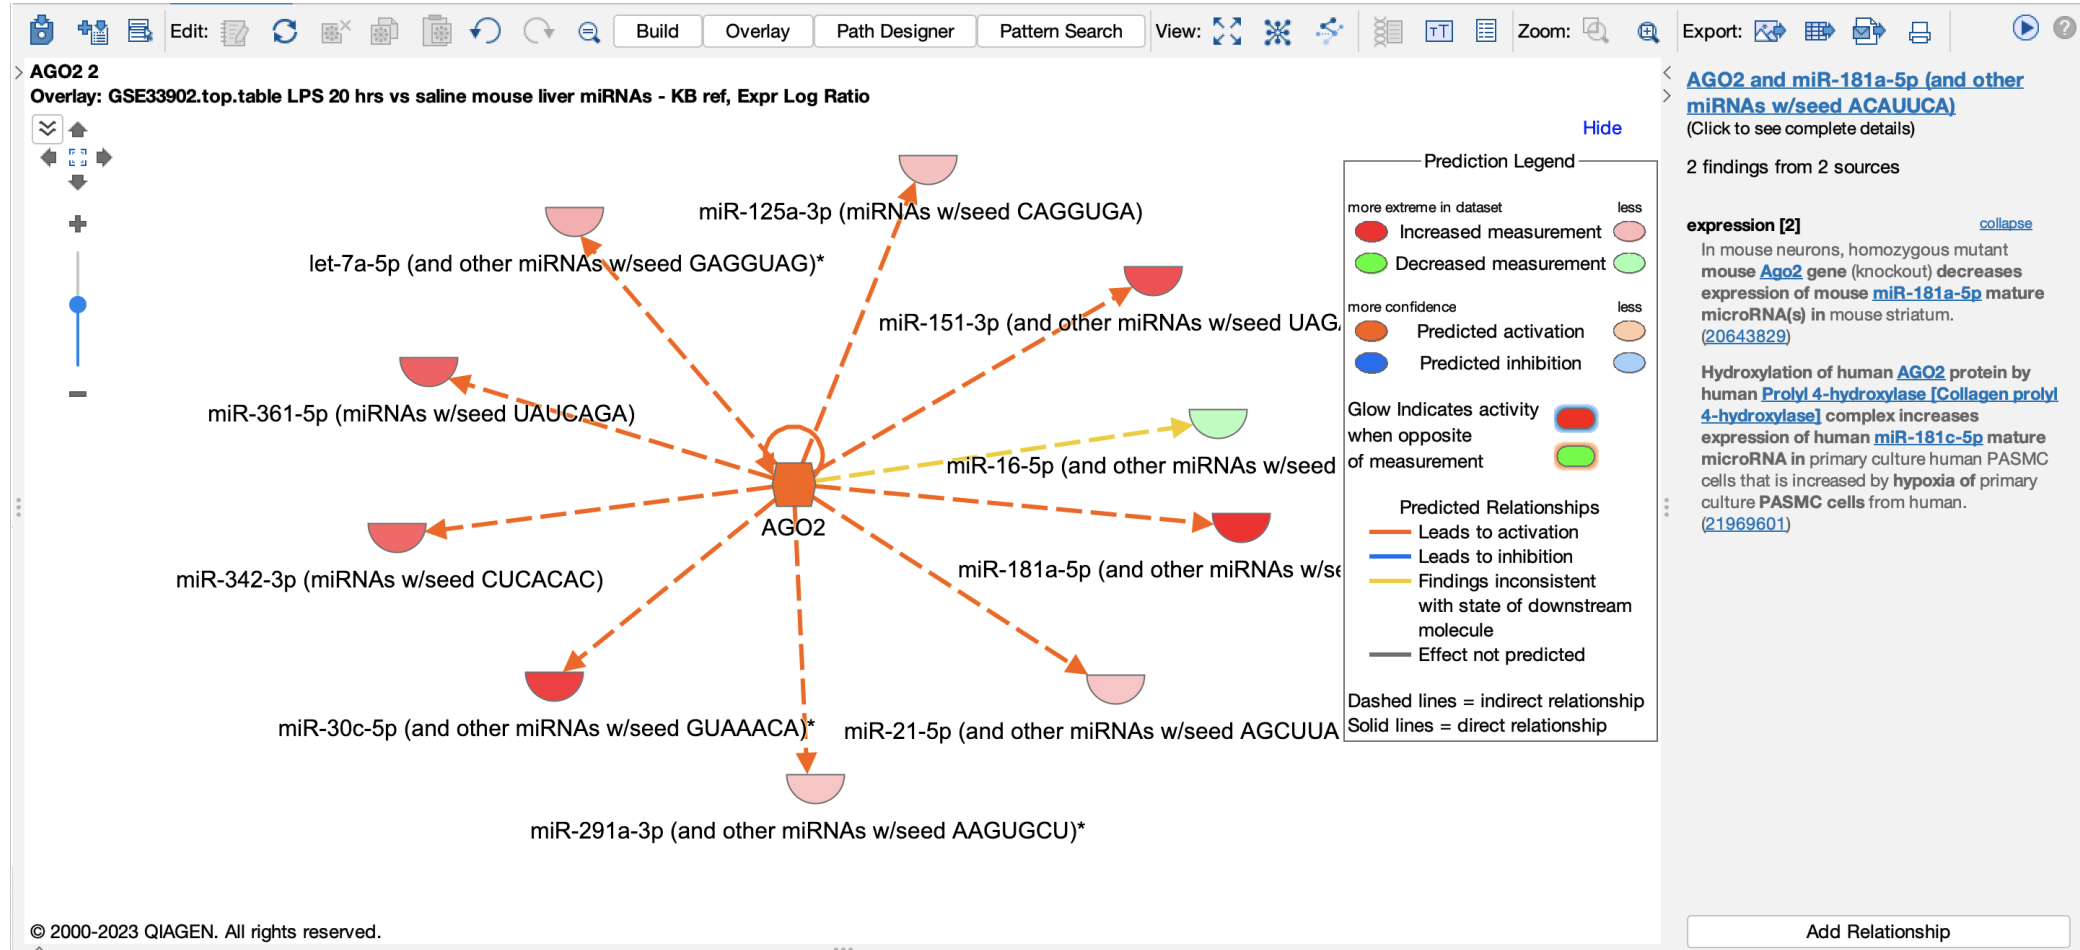 Edit:
Build
Overlay
Path Designer
Pattern Search
View:
TT
Zoom:
Export:
?
AGO2 2
Overlay: GSE33902.top.table LPS 20 hrs vs saline mouse liver miRNAs - KB ref, Expr Log Ratio
Hide
miR-125a-3p (miRNAs w/seed CAGGUGA)
let-7a-5p (and other miRNAs w/seed GAGGUAG)*
miR-151-3p (and other miRNAs w/seed UAGA
miR-361-5p (miRNAs w/seed UAUCAGA)
miR-16-5p (and other miRNAs w/seed
AGO2
miR-181a-5p (and other miRNAs w/se
miR-342-3p (miRNAs w/seed CUCACAC)
miR-30c-5p (and other miRNAs w/seed GUAAACA)*
miR-21-5p (and other miRNAs w/seed AGCUUA
miR-291a-3p (and other miRNAs w/seed AAGUGCU)*
Prediction Legend
more extreme in dataset less
Increased measurement
Decreased measurement
more confidence less
Predicted activation
Predicted inhibition
Glow Indicates activity
when opposite
of measurement
Predicted Relationships
Leads to activation
Leads to inhibition
Findings inconsistent
with state of downstream
molecule
Effect not predicted
Dashed lines = indirect relationship
Solid lines = direct relationship
© 2000-2023 QIAGEN. All rights reserved.
AGO2 and miR-181a-5p (and other
miRNAs w/seed ACAUUCA)
(Click to see complete details)
2 findings from 2 sources
expression [2] collapse
In mouse neurons, homozygous mutant
mouse Ago2 gene (knockout) decreases
expression of mouse miR-181a-5p mature
microRNA(s) in mouse striatum.
(20643829)
Hydroxylation of human AGO2 protein by
human Prolyl 4-hydroxylase [Collagen prolyl
4-hydroxylase] complex increases
expression of human miR-181c-5p mature
microRNA in primary culture human PASMC
cells that is increased by hypoxia of primary
culture PASMC cells from human.
(21969601)
Add Relationship